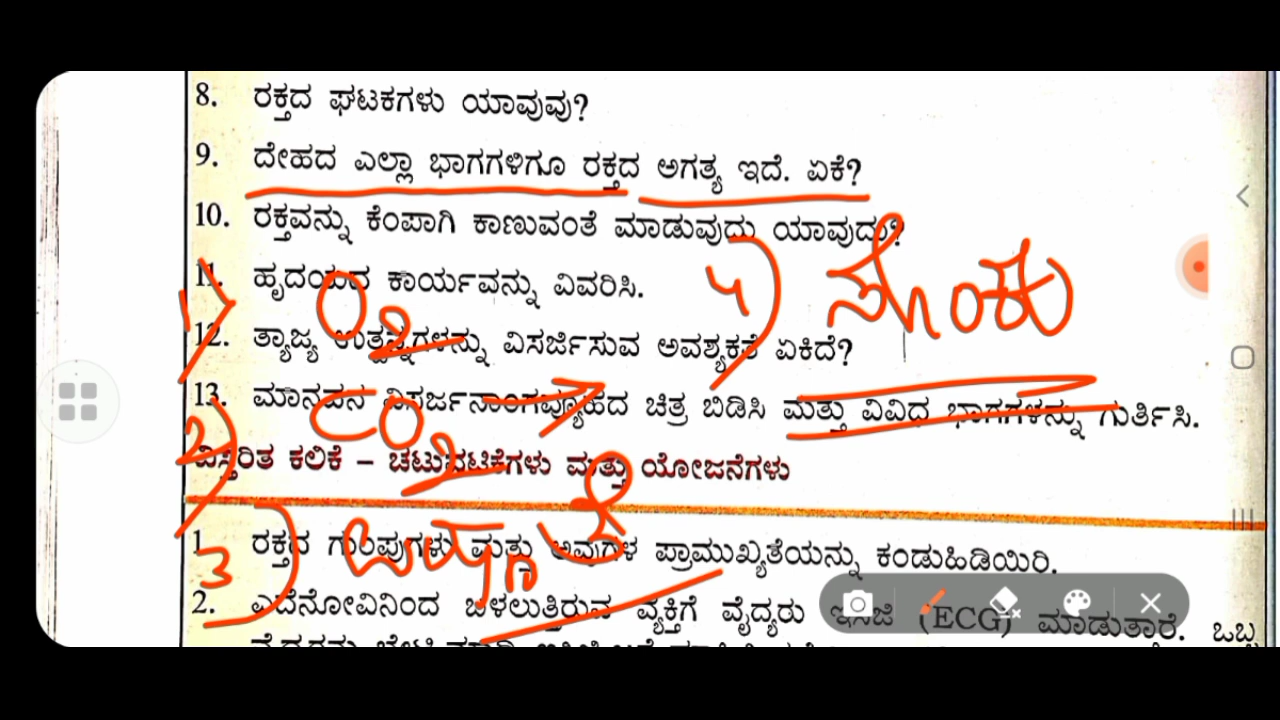 8. ರಕ್ತದ ಘಟಕಗಳು ಯಾವುವು?
9. ದೇಹದ ಎಲ್ಲಾ ಭಾಗಗಳಿಗೂ ರಕ್ತದ ಅಗತ್ಯ ಇದೆ. ಏಕೆ?
10. ರಕ್ತವನ್ನು ಕೆಂಪಾಗಿ ಕಾಣುವಂತೆ ಮಾಡುವುದು ಯಾವುದು?
11. ಹೃದಯದ ಕಾರ್ಯವನ್ನು ವಿವರಿಸಿ.
4) ಸೋಂಕು
1) O2
12. ತ್ಯಾಜ್ಯ ಉತ್ಪನ್ನಗಳನ್ನು ವಿಸರ್ಜಿಸುವ ಅವಶ್ಯಕತೆ ಏಕಿದೆ?
13. ಮಾನವನ ವಿಸರ್ಜನಾಂಗವ್ಯೂಹದ ಚಿತ್ರ ಬಿಡಿಸಿ ಮತ್ತು ವಿವಿಧ ಭಾಗಗಳನ್ನು ಗುರ್ತಿಸಿ.
2) CO2
ವಿಸ್ತರಿತ ಕಲಿಕೆ – ಚಟುವಟಿಕೆಗಳು ಮತ್ತು ಯೋಜನೆಗಳು
1. ರಕ್ತದ ಗುಂಪುಗಳು ಮತ್ತು ಅವುಗಳ ಪ್ರಾಮುಖ್ಯತೆಯನ್ನು ಕಂಡುಹಿಡಿಯಿರಿ.
3) ಉಷ್ಣತೆ
2. ಎದೆನೋವಿನಿಂದ ಬಳಲುತ್ತಿರುವ ವ್ಯಕ್ತಿಗೆ ವೈದ್ಯರು ಇಸಿಜಿ (ECG) ಮಾಡುತ್ತಾರೆ. ಒಬ್ಬ